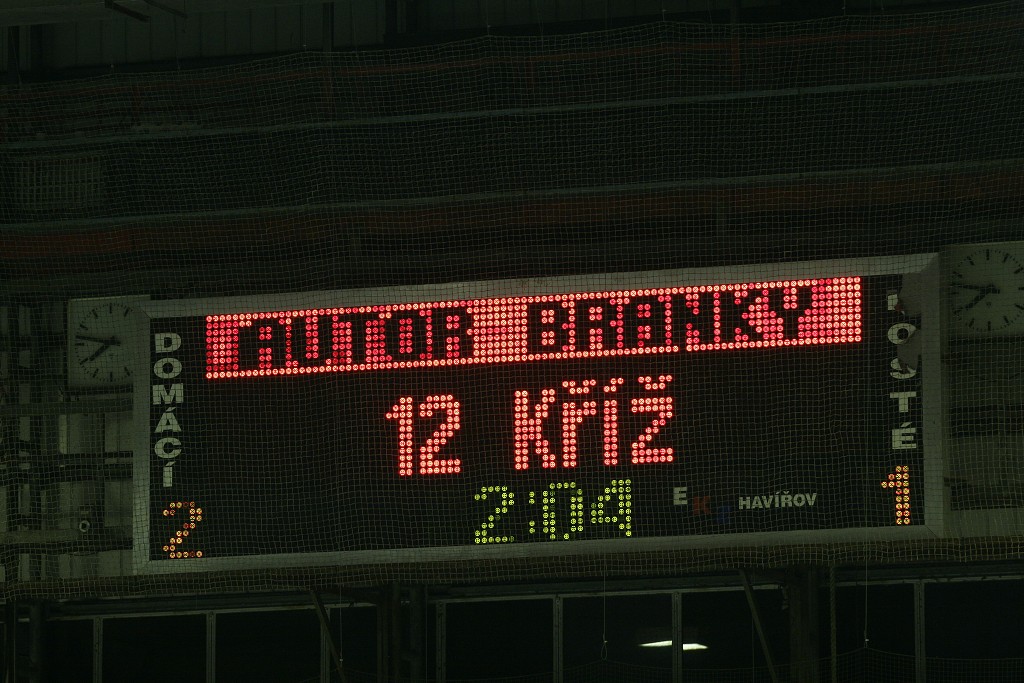 AUTOR BRANKY
DOMÁCÍ
HOSTÉ
12 KŘÍŽ
2:04
2
1
HAVÍŘOV